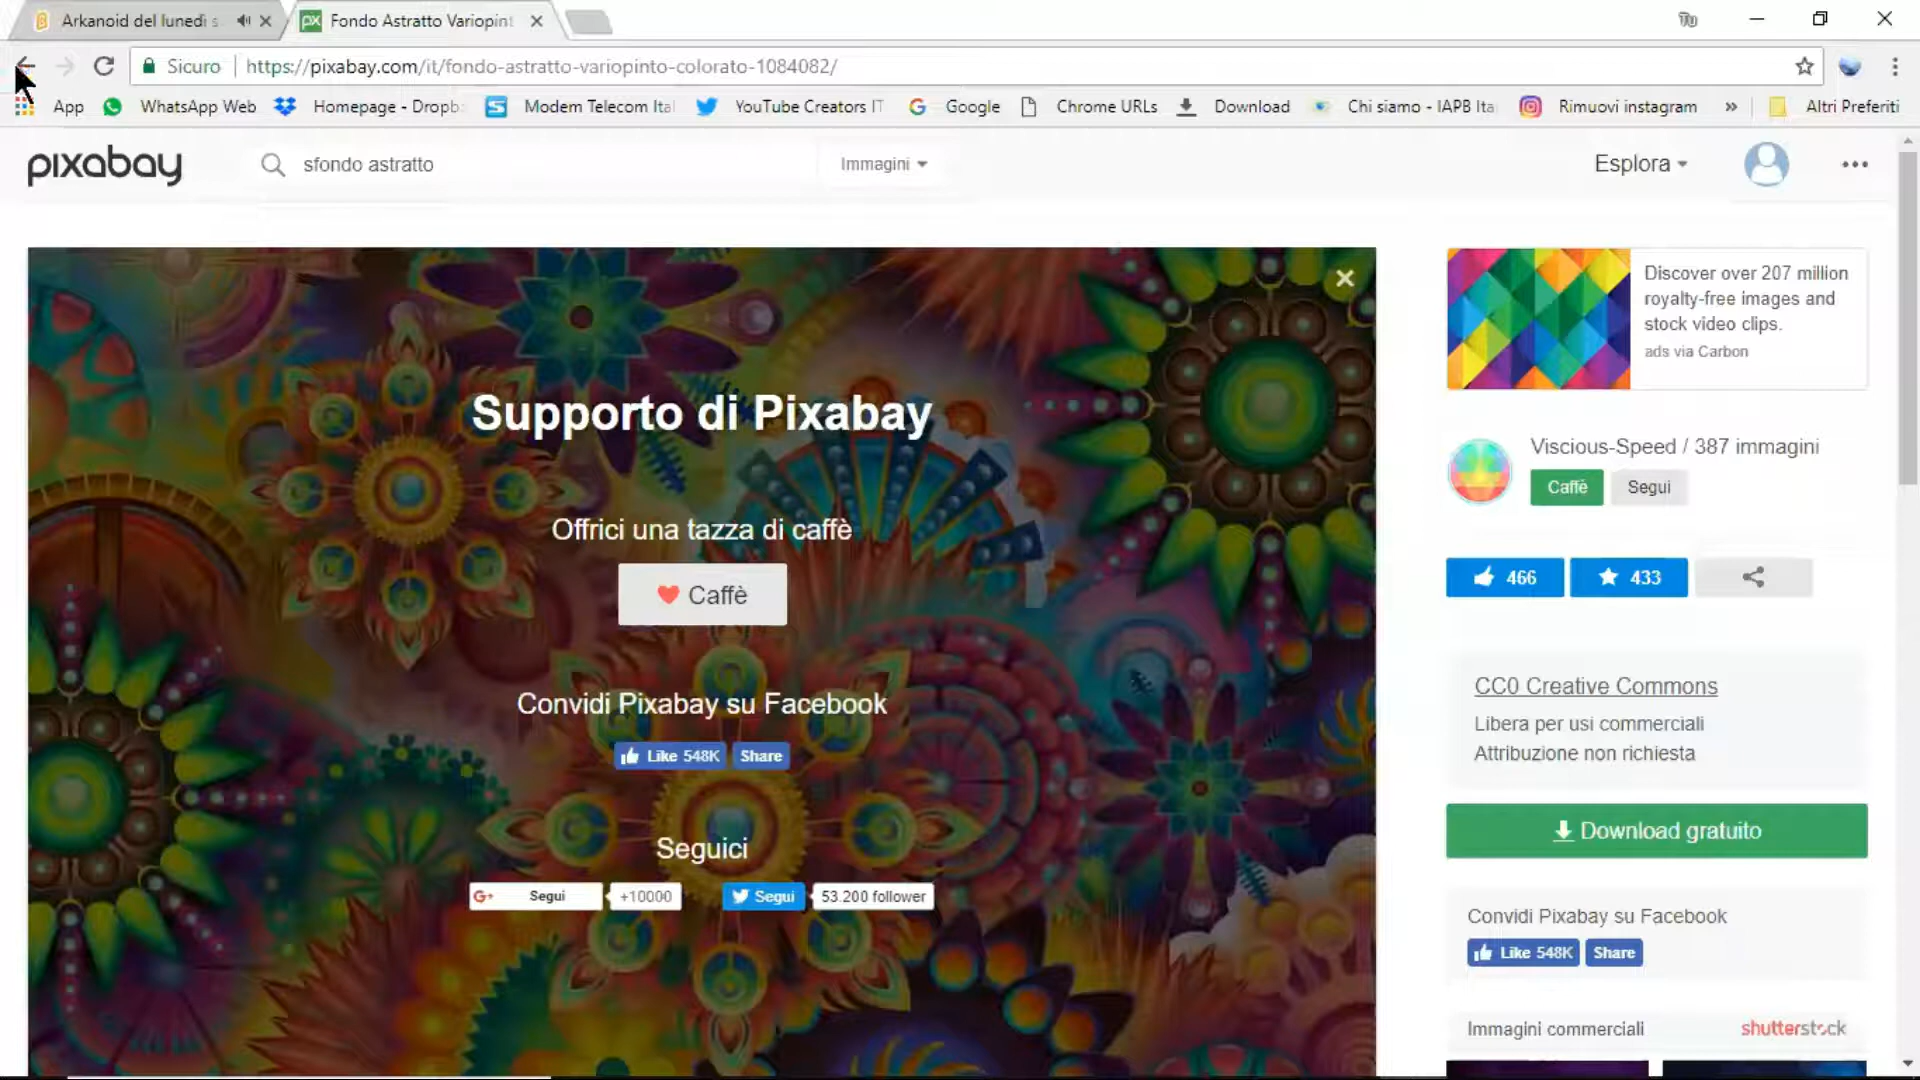 Arkanoid del lunedì s
Fondo Astratto Variopint
Sicuro
https://pixabay.com/it/fondo-astratto-variopinto-colorato-1084082/
App
WhatsApp Web
Homepage - Dropb
Modem Telecom Ital
YouTube Creators IT
Google
Chrome URLs
Download
Chi siamo - IAPB Ita
Rimuovi instagram
»
Altri Preferiti
pixabay
sfondo astratto
Immagini
Esplora
Discover over 207 million
royalty-free images and
stock video clips.
ads via Carbon
Supporto di Pixabay
Viscious-Speed / 387 immagini
Caffè
Segui
Offrici una tazza di caffè
Caffè
466
433
CC0 Creative Commons
Libera per usi commerciali
Attribuzione non richiesta
Convidi Pixabay su Facebook
Like 548K
Share
Download gratuito
Seguici
G+ Segui
+10000
Segui
53.200 follower
Convidi Pixabay su Facebook
Like 548K
Share
Immagini commerciali
shutterstock